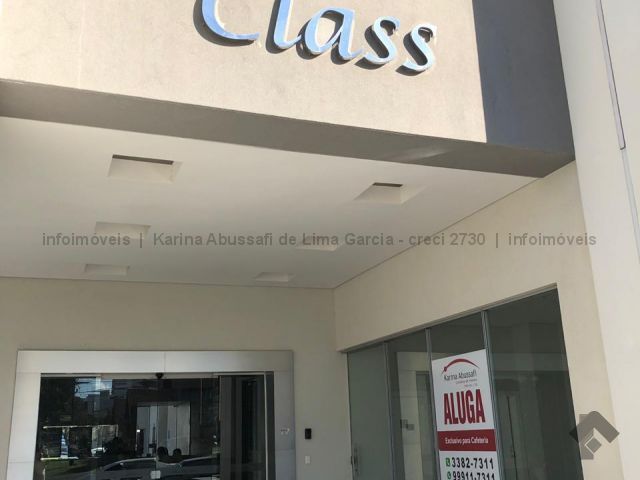 Class
infoimóveis | Karina Abussafi de Lima Garcia - creci 2730 | infoimóveis
Karina Abussafi
ALUGA
Exclusivo para Cafeteria
3382-7311
99911-7311